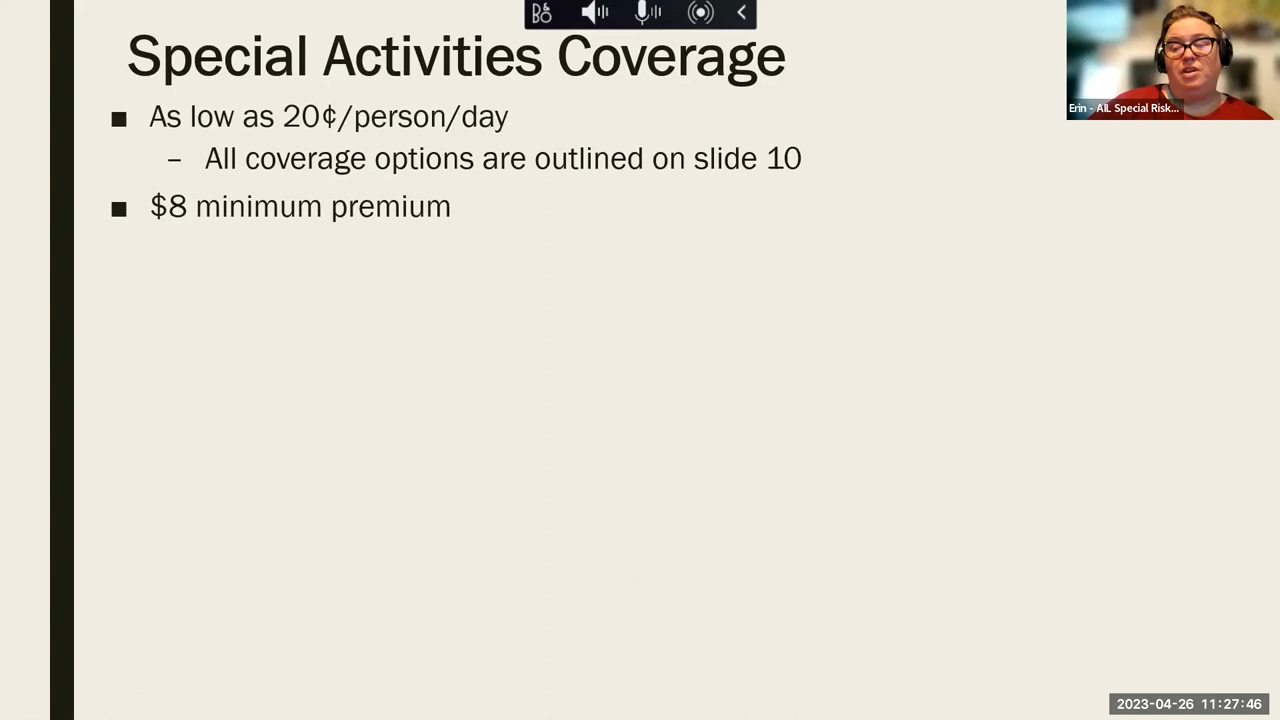 Special Activities Coverage
■ As low as 20¢/person/day
– All coverage options are outlined on slide 10
■ $8 minimum premium
Erin - AIL Special Risk...
2023-04-26 11:27:46